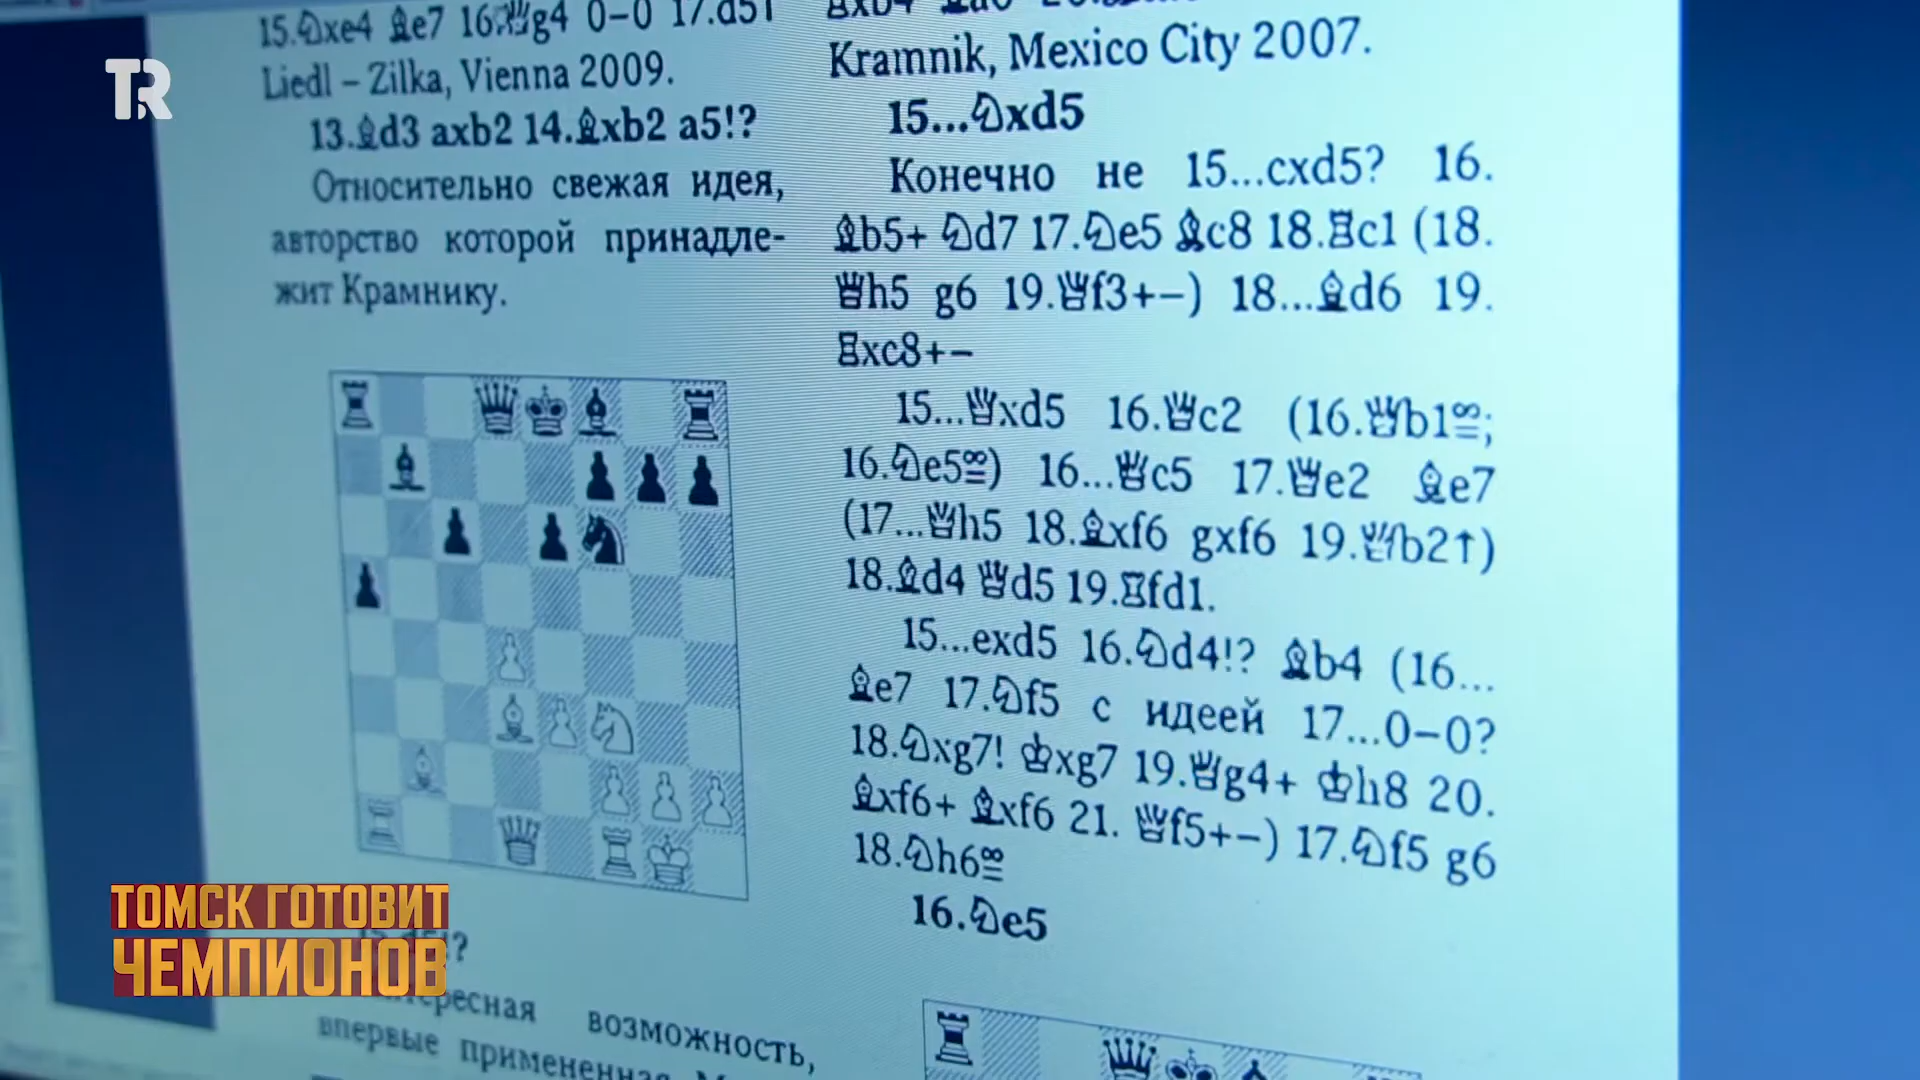 TR
15.♘xe4 ♝e7 16.♕g4 0–0 17.d5↑
Liedl – Zilka, Vienna 2009.
13.♗d3 axb2 14.♗xb2 a5!?
Относительно свежая идея,
авторство которой принадле-
жит Крамнику.
возможность,
впервые примененная
Kramnik, Mexico City 2007.
15...♘xd5
Конечно не 15...cxd5? 16.
♗b5+ ♘d7 17.♘e5 ♗c8 18.♖c1 (18.
♕h5 g6 19.♕f3+–) 18...♗d6 19.
♖xc8+–
15...♕xd5 16.♕c2 (16.♕b1⯹;
16.♘e5⯹) 16...♕c5 17.♕e2 ♗e7
(17...♕h5 18.♗xf6 gxf6 19.♕b2↑)
18.♗d4 ♕d5 19.♖fd1.
15...exd5 16.♘d4!? ♗b4 (16...
♗e7 17.♘f5 с идеей 17...0–0?
18.♘xg7! ♔xg7 19.♕g4+ ♔h8 20.
♗xf6+ ♗xf6 21. ♕f5+–) 17.♘f5 g6
18.♘h6⯹
16.♘e5
ТОМСК ГОТОВИТ
ЧЕМПИОНОВ